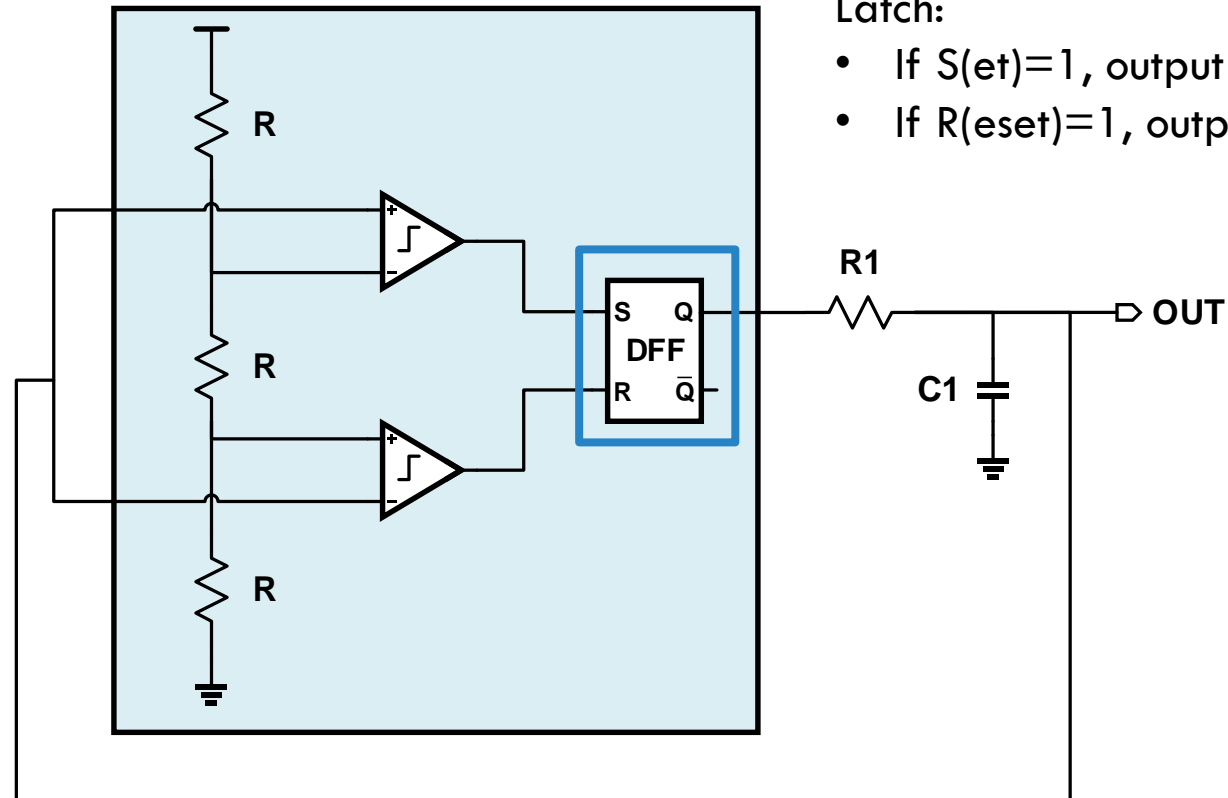 Latch:
• If S(et)=1, output
• If R(eset)=1, outp
R
+
−
R1
S Q
DFF
R Q̅
OUT
R
C1
+
−
R